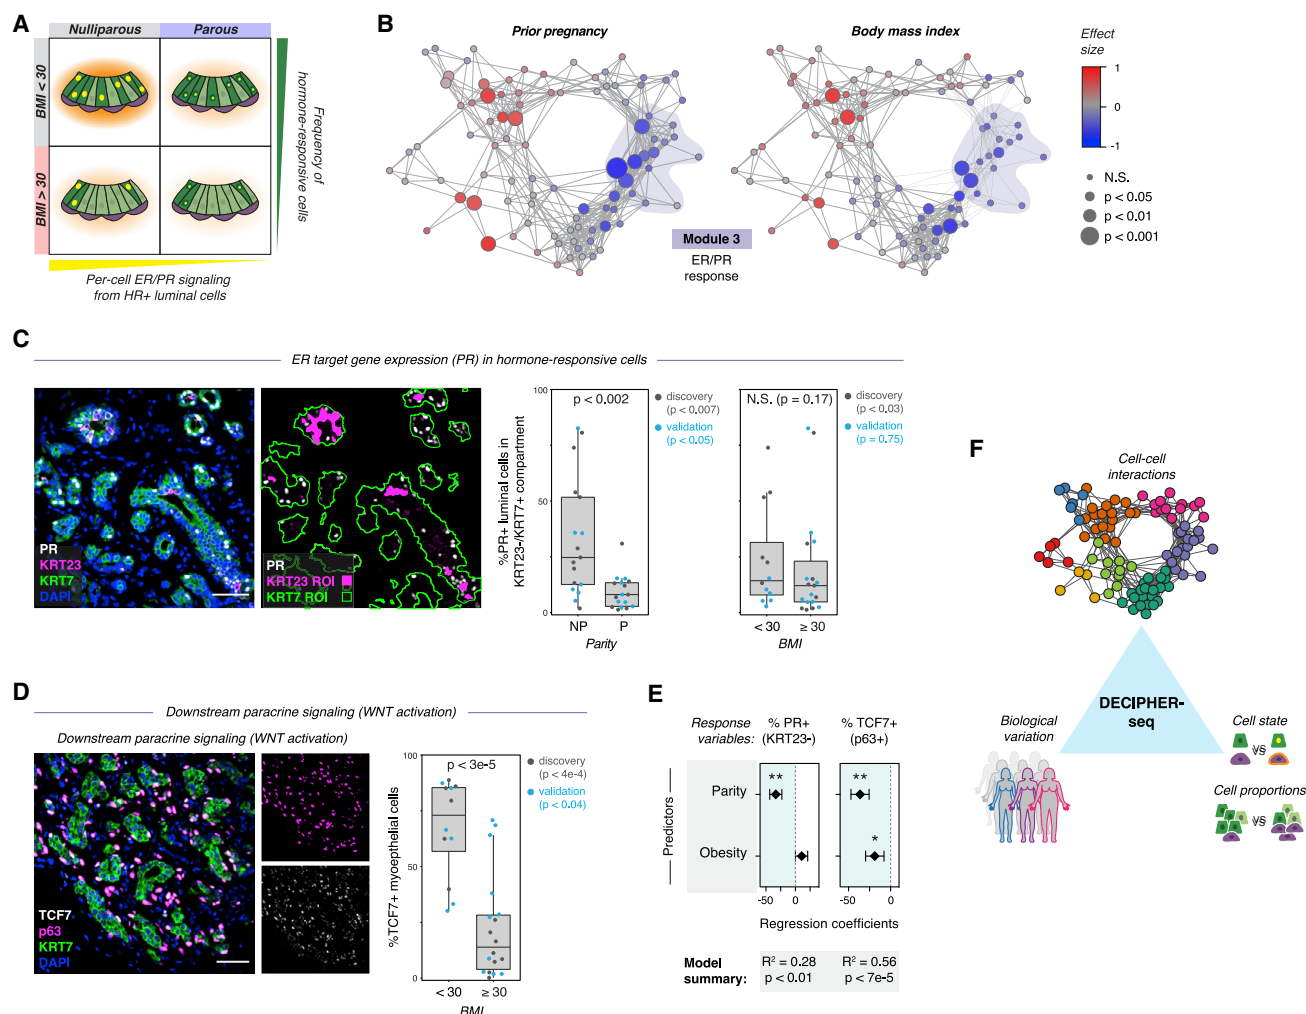 A
Nulliparous
Parous
BMI < 30
BMI > 30
Frequency of
hormone-responsive cells
Per-cell ER/PR signaling
from HR+ luminal cells
B
Prior pregnancy
Body mass index
Module 3
ER/PR
response
Effect
size
1
0
-1
N.S.
p < 0.05
p < 0.01
p < 0.001
C
ER target gene expression (PR) in hormone-responsive cells
PR
KRT23
KRT7
DAPI
PR
KRT23 ROI
KRT7 ROI
%PR+ luminal cells in
KRT23-/KRT7+ compartment
100
50
0
p < 0.002
NP
P
Parity
discovery
(p < 0.007)
validation
(p < 0.05)
100
50
0
N.S. (p = 0.17)
< 30
≥ 30
BMI
discovery
(p < 0.03)
validation
(p = 0.75)
D
Downstream paracrine signaling (WNT activation)
Downstream paracrine signaling (WNT activation)
TCF7
p63
KRT7
DAPI
%TCF7+ myoepithelial cells
100
50
0
p < 3e-5
< 30
≥ 30
BMI
discovery
(p < 4e-4)
validation
(p < 0.04)
E
Response
variables:
% PR+
(KRT23-)
% TCF7+
(p63+)
Predictors
Parity
Obesity
**
**
*
-50
0
-50
0
Regression coefficients
Model
summary:
R² = 0.28
p < 0.01
R² = 0.56
p < 7e-5
F
Cell-cell
interactions
DECIPHER-
seq
Biological
variation
Cell state
vs
Cell proportions
vs